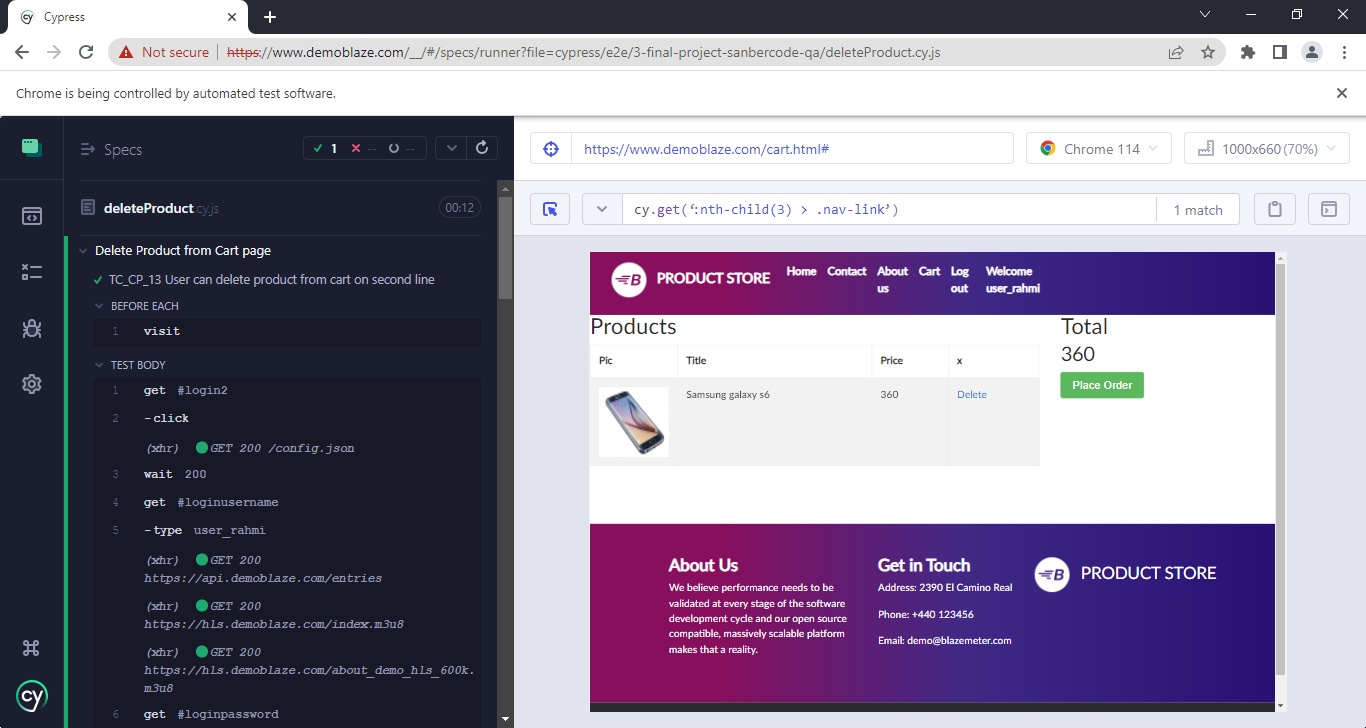 Cypress
Not secure
https://www.demoblaze.com/__/#/specs/runner?file=cypress/e2e/3-final-project-sanbercode-qa/deleteProduct.cy.js
Chrome is being controlled by automated test software.
Specs
1 -- --
deleteProduct.cy.js 00:12
Delete Product from Cart page
TC_CP_13 User can delete product from cart on second line
BEFORE EACH
1 visit
TEST BODY
1 get #login2
2 -click
(xhr) GET 200 /config.json
3 wait 200
4 get #loginusername
5 -type user_rahmi
(xhr) GET 200
https://api.demoblaze.com/entries
(xhr) GET 200
https://hls.demoblaze.com/index.m3u8
(xhr) GET 200
https://hls.demoblaze.com/about_demo_hls_600k.
m3u8
6 get #loginpassword
cy
https://www.demoblaze.com/cart.html#
Chrome 114
1000x660 (70%)
cy.get(‘:nth-child(3) > .nav-link’)
1 match
B PRODUCT STORE
Home Contact About us Cart Log out Welcome user_rahmi
Products
Pic Title Price x
Samsung galaxy s6 360 Delete
Total
360
Place Order
About Us
We believe performance needs to be
validated at every stage of the software
development cycle and our open source
compatible, massively scalable platform
makes that a reality.
Get in Touch
Address: 2390 El Camino Real
Phone: +440 123456
Email: demo@blazemeter.com
B PRODUCT STORE